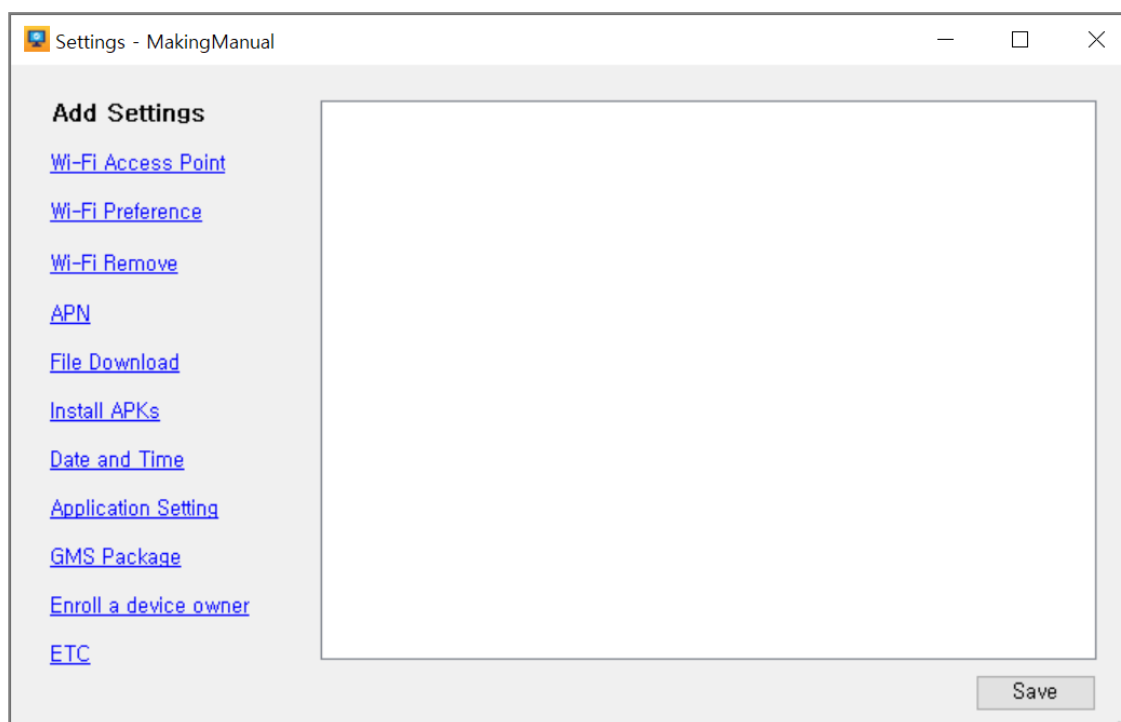 Settings - MakingManual
Add Settings
Wi-Fi Access Point
Wi-Fi Preference
Wi-Fi Remove
APN
File Download
Install APKs
Date and Time
Application Setting
GMS Package
Enroll a device owner
ETC
Save